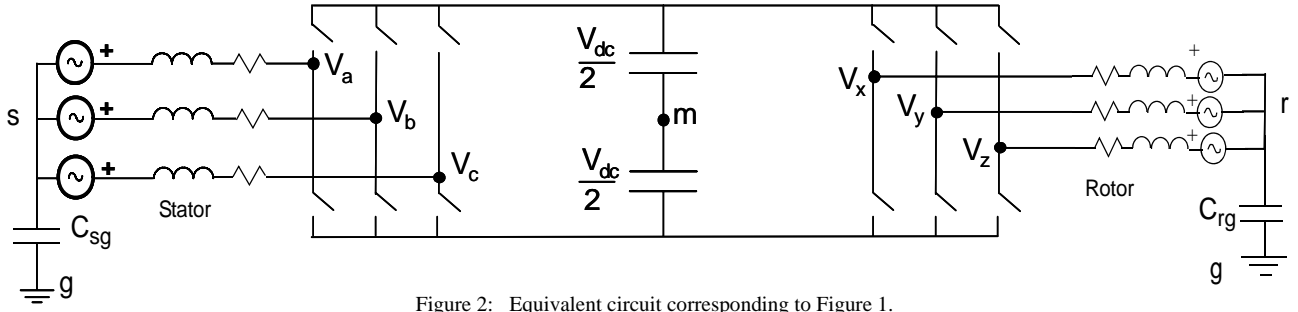 V_dc
2
V_a
V_x
s
V_b
m
V_y
r
V_c
V_dc
2
V_z
Stator
Rotor
C_sg
C_rg
g
g
Figure 2: Equivalent circuit corresponding to Figure 1.